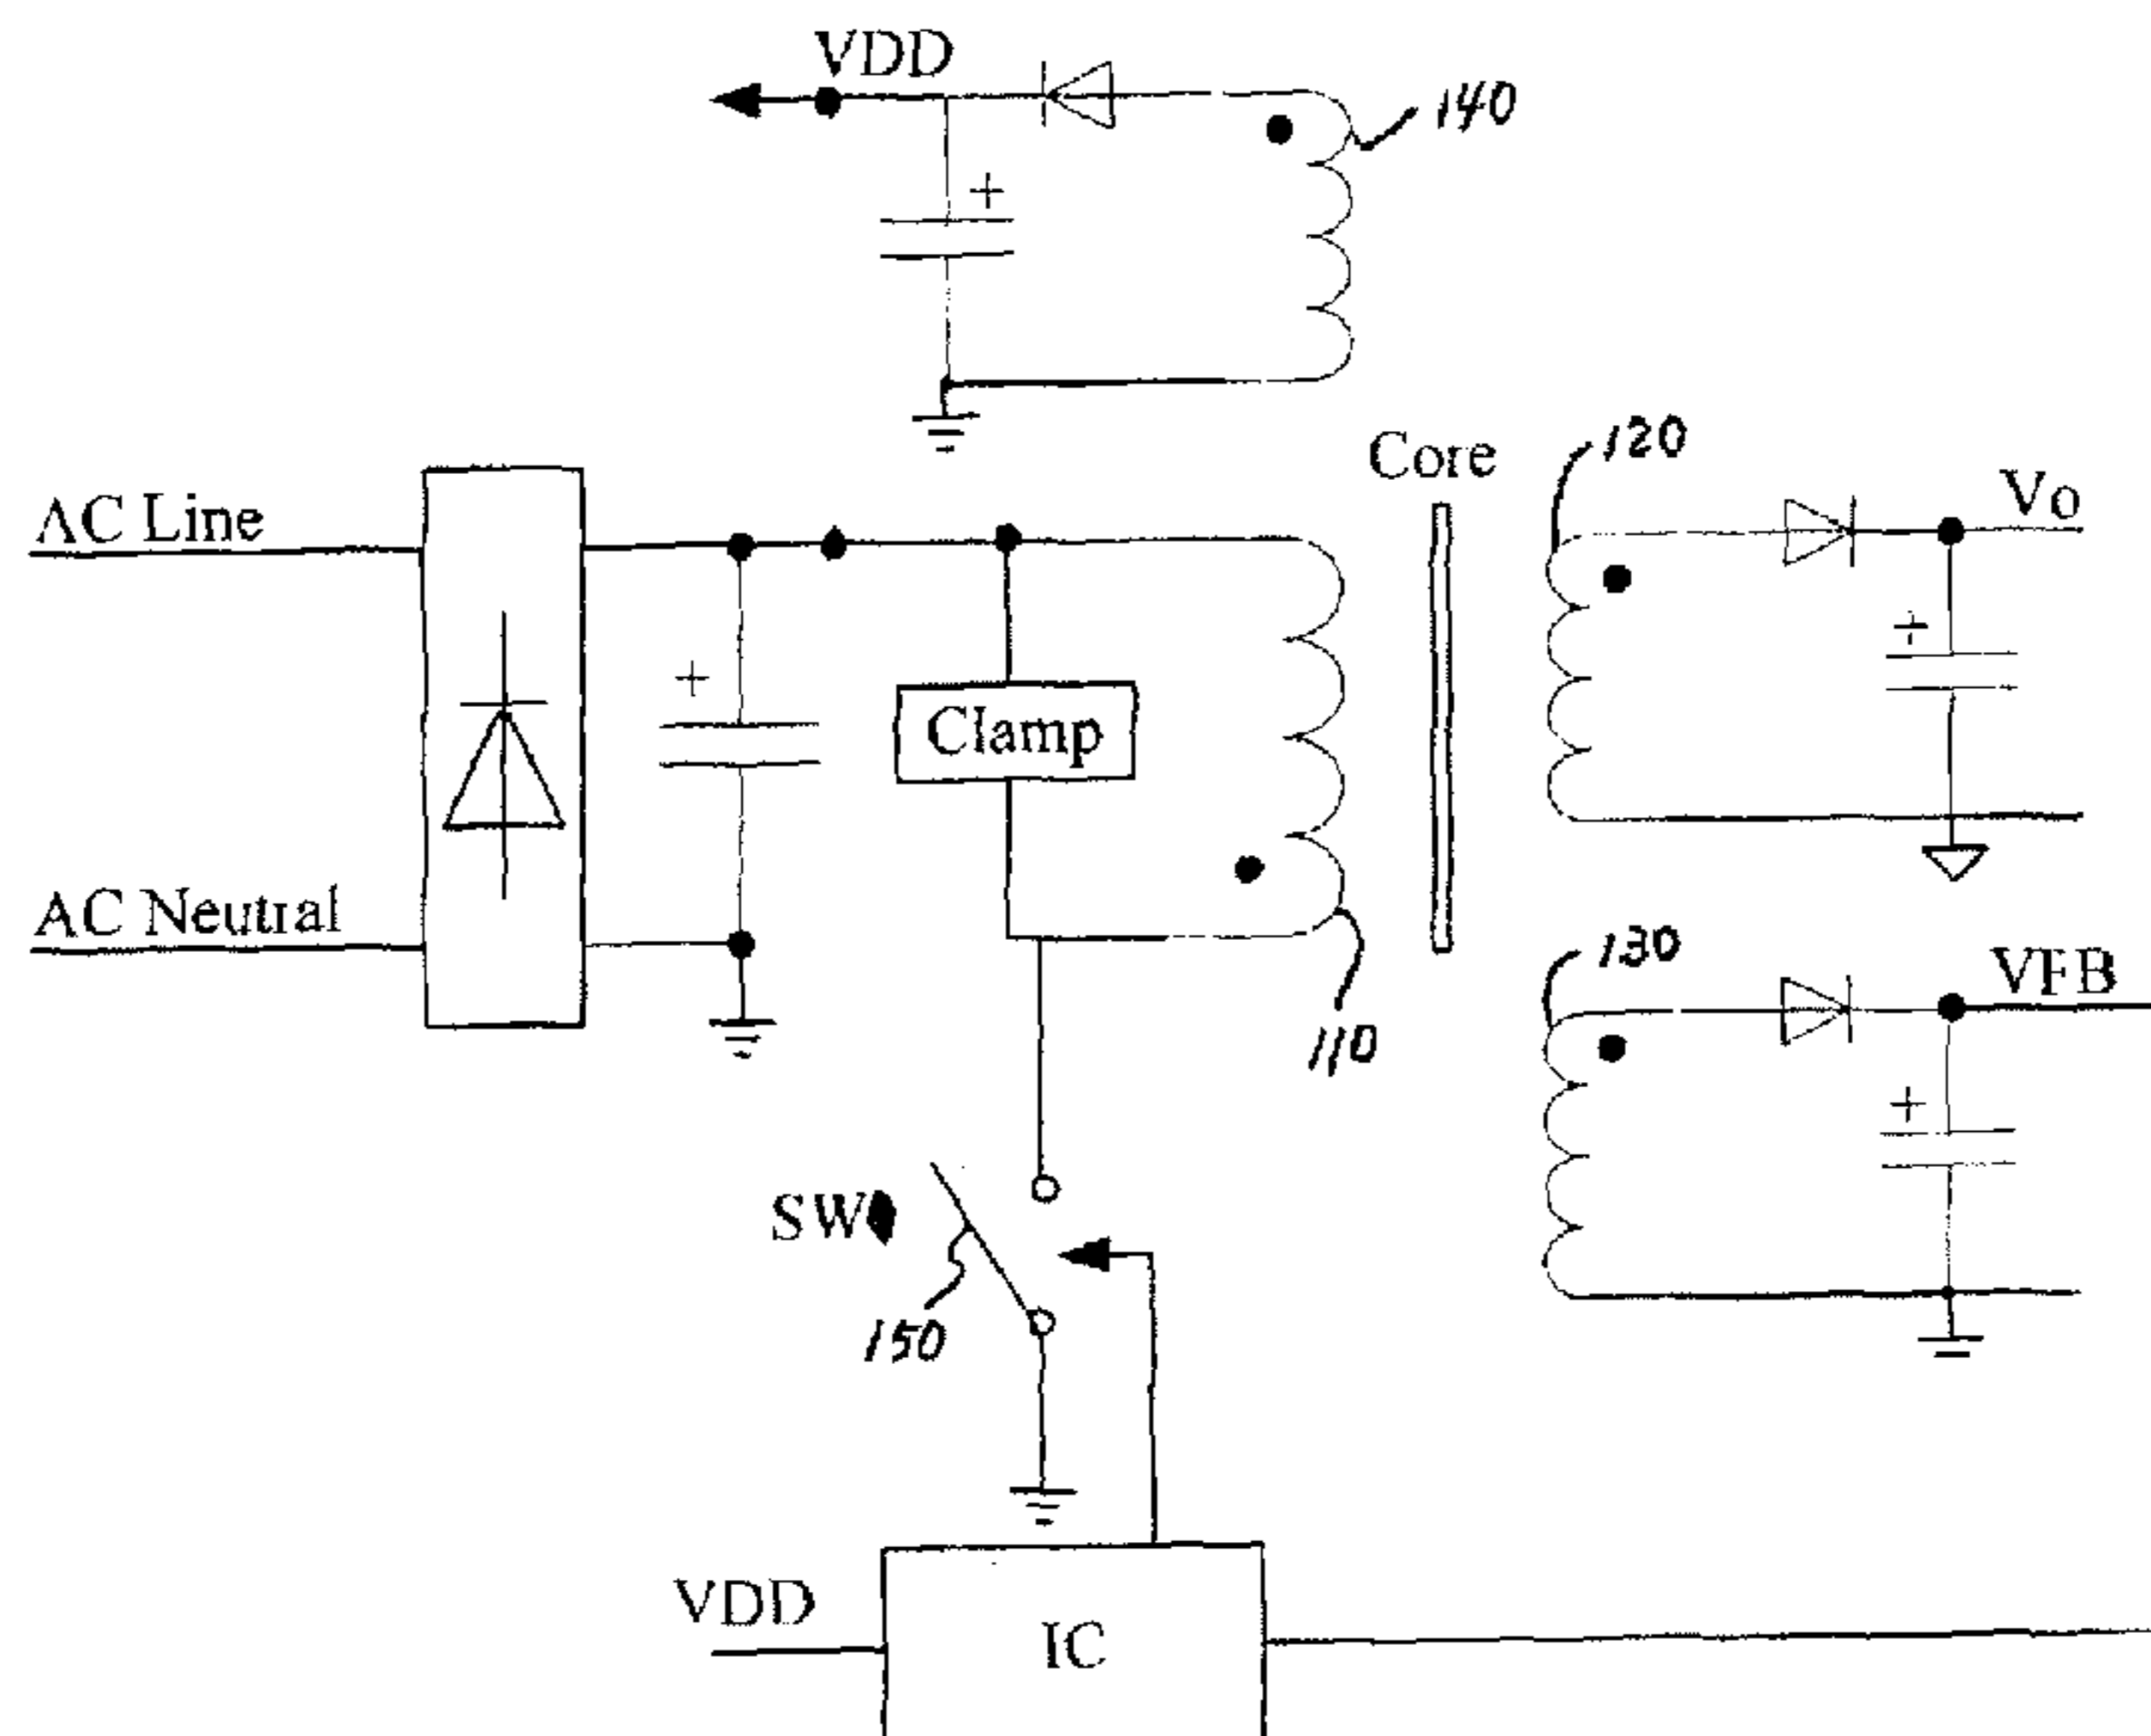 VDD
140
Core
120
AC Line
Vo
+
Clamp
AC Neutral
130
VFB
110
SW
150
VDD
IC